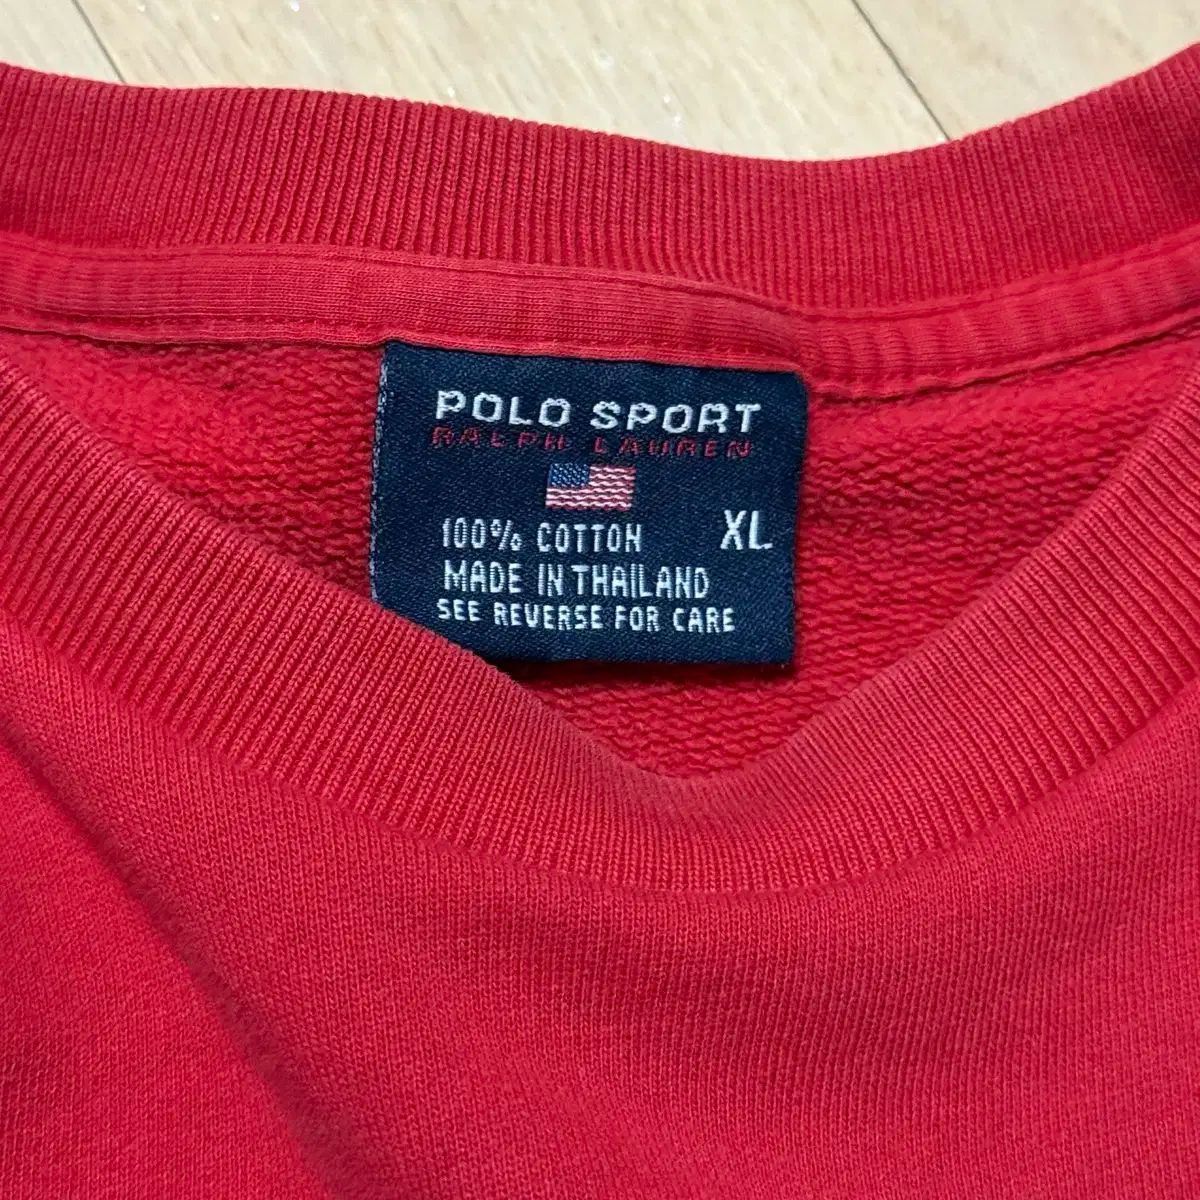 POLO SPORT
RALPH LAUREN
100% COTTON XL
MADE IN THAILAND
SEE REVERSE FOR CARE